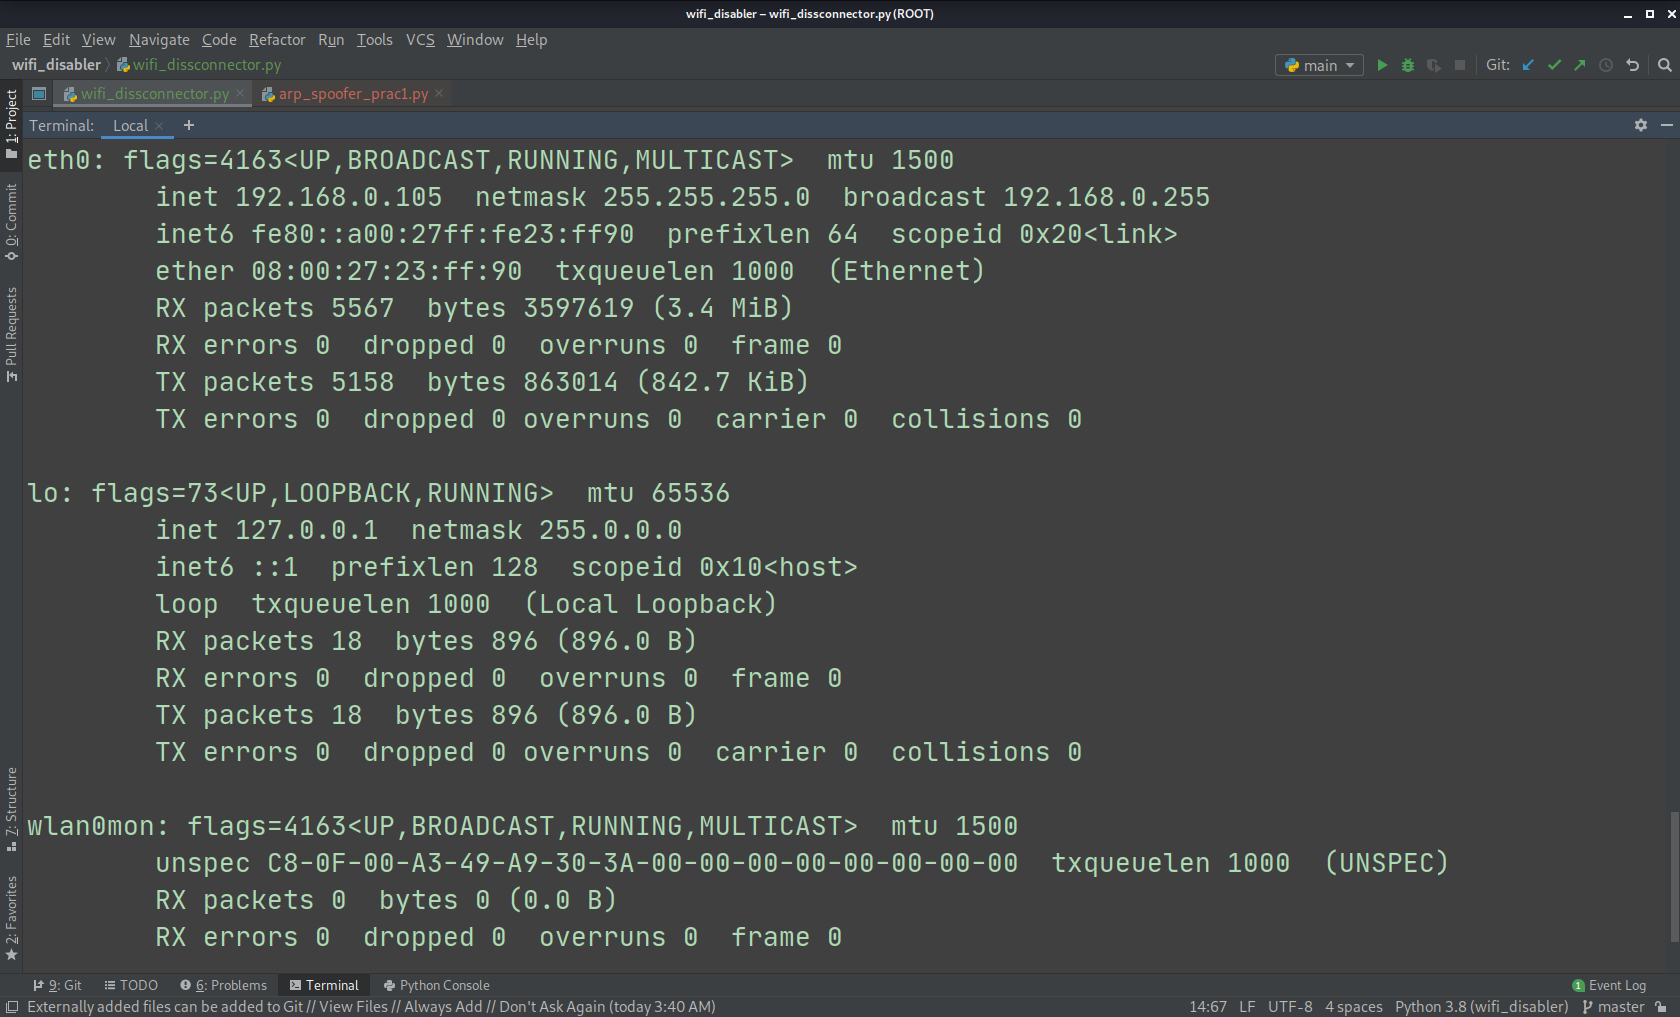 wifi_disabler – wifi_dissconnector.py (ROOT)
File Edit View Navigate Code Refactor Run Tools VCS Window Help
wifi_disabler wifi_dissconnector.py main Git:
wifi_dissconnector.py arp_spoofer_prac1.py
Terminal: Local +
1: Project
0: Commit
Pull Requests
7: Structure
2: Favorites
eth0: flags=4163<UP,BROADCAST,RUNNING,MULTICAST> mtu 1500
inet 192.168.0.105 netmask 255.255.255.0 broadcast 192.168.0.255
inet6 fe80::a00:27ff:fe23:ff90 prefixlen 64 scopeid 0x20<link>
ether 08:00:27:23:ff:90 txqueuelen 1000 (Ethernet)
RX packets 5567 bytes 3597619 (3.4 MiB)
RX errors 0 dropped 0 overruns 0 frame 0
TX packets 5158 bytes 863014 (842.7 KiB)
TX errors 0 dropped 0 overruns 0 carrier 0 collisions 0
lo: flags=73<UP,LOOPBACK,RUNNING> mtu 65536
inet 127.0.0.1 netmask 255.0.0.0
inet6 ::1 prefixlen 128 scopeid 0x10<host>
loop txqueuelen 1000 (Local Loopback)
RX packets 18 bytes 896 (896.0 B)
RX errors 0 dropped 0 overruns 0 frame 0
TX packets 18 bytes 896 (896.0 B)
TX errors 0 dropped 0 overruns 0 carrier 0 collisions 0
wlan0mon: flags=4163<UP,BROADCAST,RUNNING,MULTICAST> mtu 1500
unspec C8-0F-00-A3-49-A9-30-3A-00-00-00-00-00-00-00-00 txqueuelen 1000 (UNSPEC)
RX packets 0 bytes 0 (0.0 B)
RX errors 0 dropped 0 overruns 0 frame 0
9: Git TODO 6: Problems Terminal Python Console 1 Event Log
Externally added files can be added to Git // View Files // Always Add // Don't Ask Again (today 3:40 AM) 14:67 LF UTF-8 4 spaces Python 3.8 (wifi_disabler) master